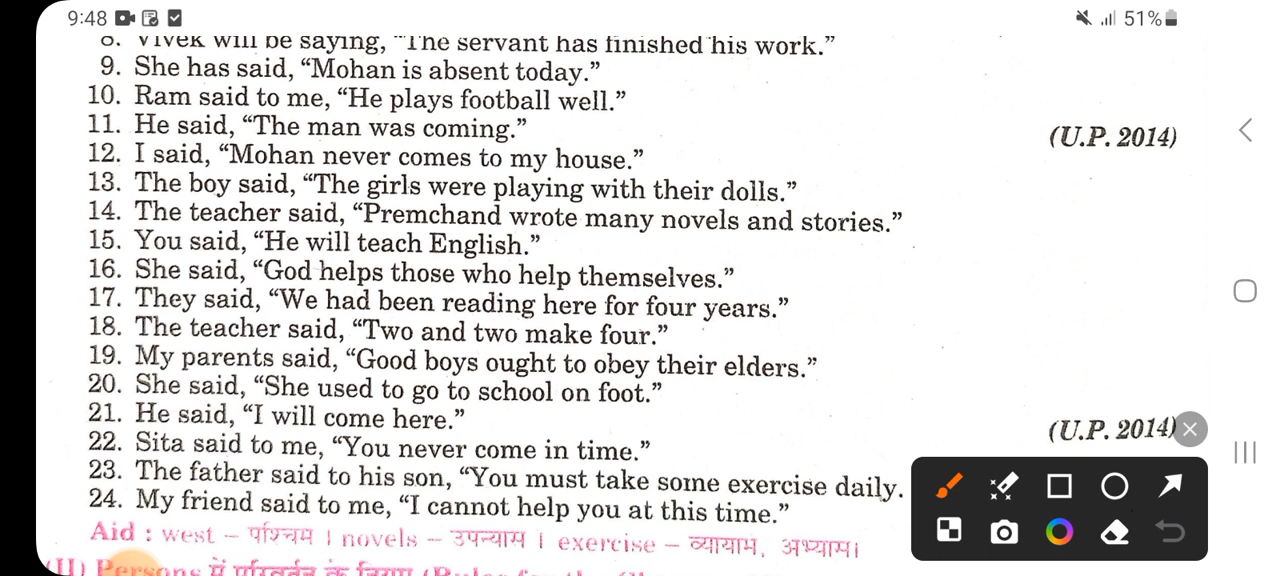 9:48 51%
8. Vivek will be saying, “The servant has finished his work.”
9. She has said, “Mohan is absent today.”
10. Ram said to me, “He plays football well.”
11. He said, “The man was coming.” (U.P. 2014)
12. I said, “Mohan never comes to my house.”
13. The boy said, “The girls were playing with their dolls.”
14. The teacher said, “Premchand wrote many novels and stories.”
15. You said, “He will teach English.”
16. She said, “God helps those who help themselves.”
17. They said, “We had been reading here for four years.”
18. The teacher said, “Two and two make four.”
19. My parents said, “Good boys ought to obey their elders.”
20. She said, “She used to go to school on foot.”
21. He said, “I will come here.” (U.P. 2014)
22. Sita said to me, “You never come in time.”
23. The father said to his son, “You must take some exercise daily.
24. My friend said to me, “I cannot help you at this time.”
Aid : west – पश्चिम । novels – उपन्यास । exercise – व्यायाम, अभ्यास।
(II) Persons में परिवर्तन के नियम (Rules for the